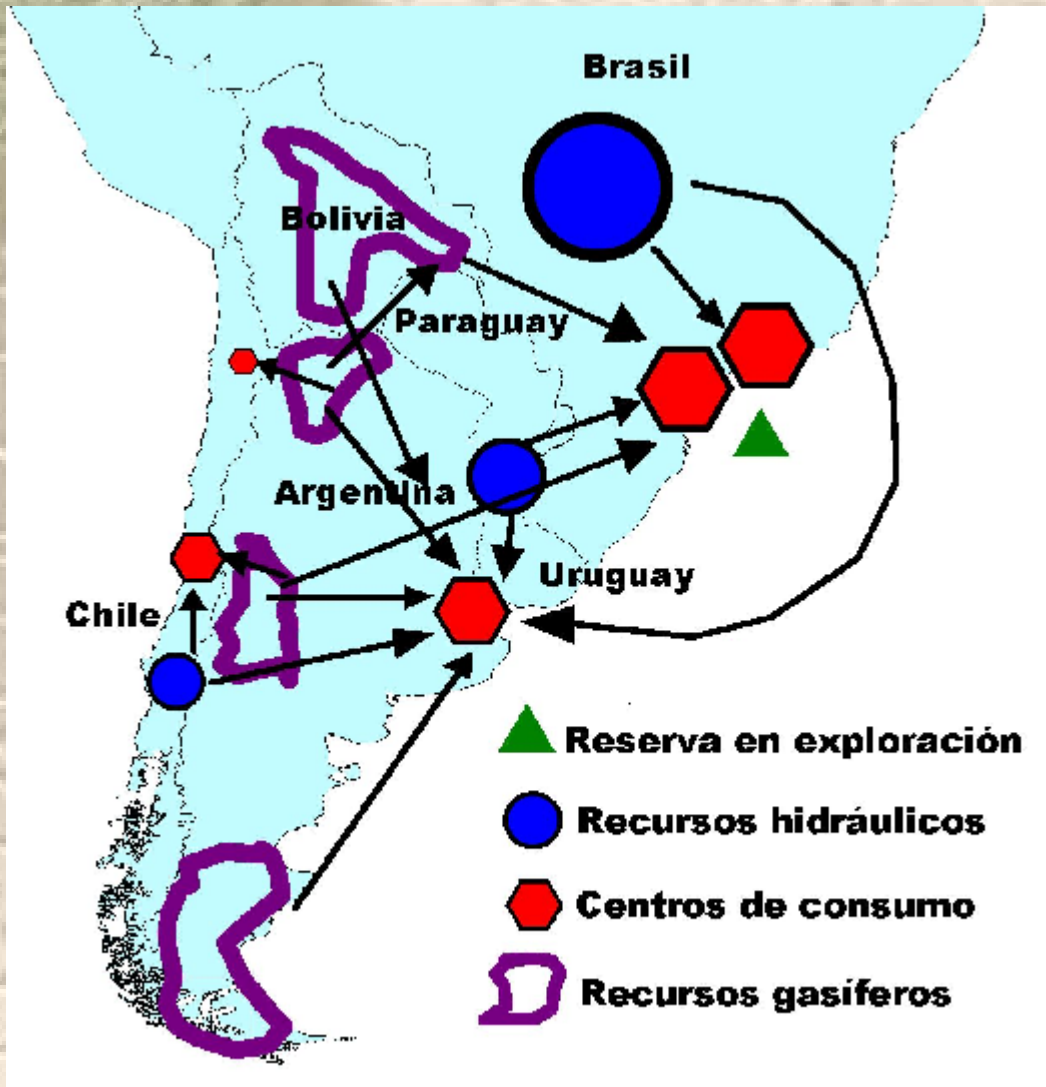 Brasil
Bolivia
Paraguay
Argentina
Uruguay
Chile
Reserva en exploración
Recursos hidráulicos
Centros de consumo
Recursos gasíferos